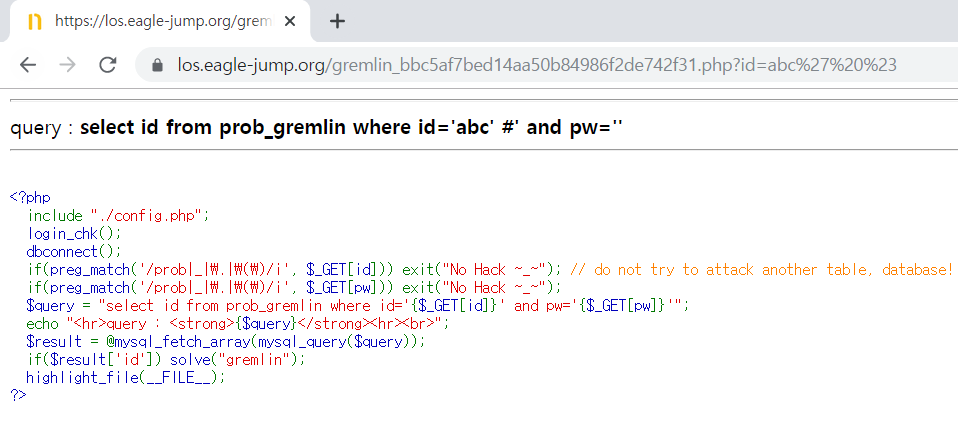 https://los.eagle-jump.org/grem
los.eagle-jump.org/gremlin_bbc5af7bed14aa50b84986f2de742f31.php?id=abc%27%20%23
query : select id from prob_gremlin where id='abc' #' and pw=''
<?php
include "./config.php";
login_chk();
dbconnect();
if(preg_match('/prob|_|₩.|₩(₩)/i', $_GET[id])) exit("No Hack ~_~"); // do not try to attack another table, database!
if(preg_match('/prob|_|₩.|₩(₩)/i', $_GET[pw])) exit("No Hack ~_~");
$query = "select id from prob_gremlin where id='{$_GET[id]}' and pw='{$_GET[pw]}'";
echo "<hr>query : <strong>{$query}</strong><hr><br>";
$result = @mysql_fetch_array(mysql_query($query));
if($result['id']) solve("gremlin");
highlight_file(__FILE__);
?>